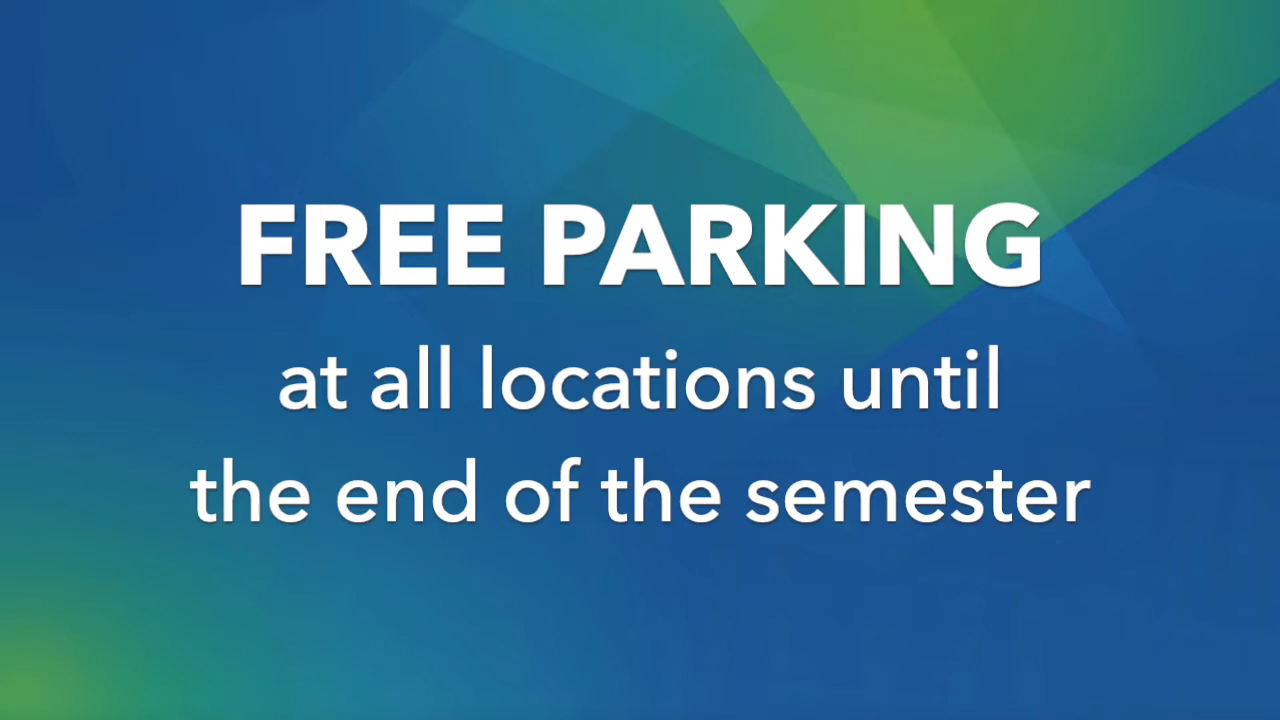 FREE PARKING
at all locations until
the end of the semester